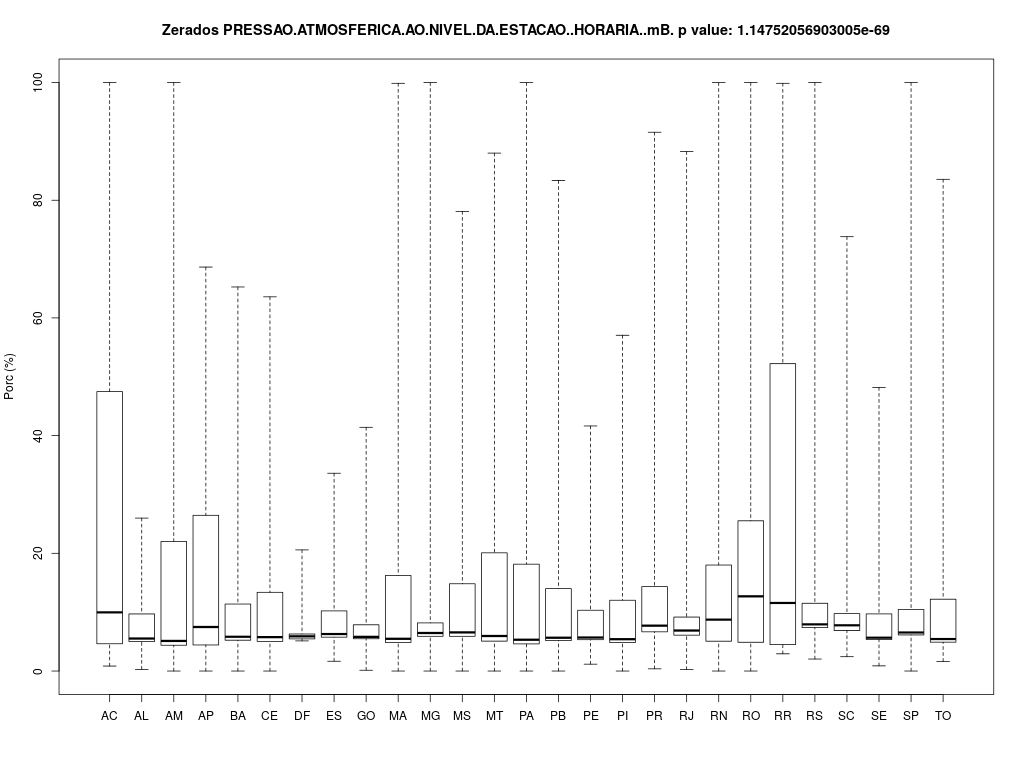 Zerados PRESSAO.ATMOSFERICA.AO.NIVEL.DA.ESTACAO..HORARIA..mB. p value: 1.14752056903005e-69
Porc (%)
100
80
60
40
20
0
AC AL AM AP BA CE DF ES GO MA MG MS MT PA PB PE PI PR RJ RN RO RR RS SC SE SP TO